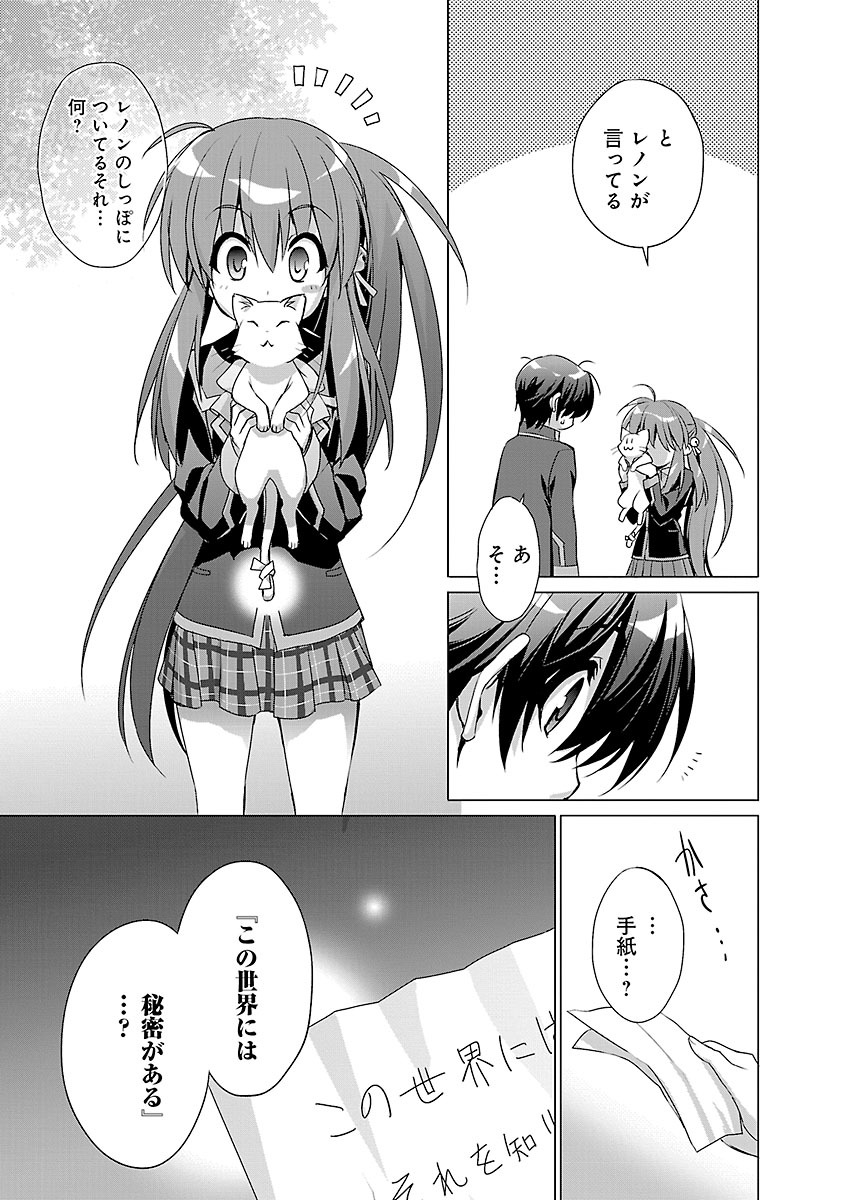 と
レノンが
言ってる
あ
そ…
レノンのしっぽに
ついてるそれ…
何？
かさ…
…
手紙…？
『この世界には
秘密がある』
…？
この世界には
それを知